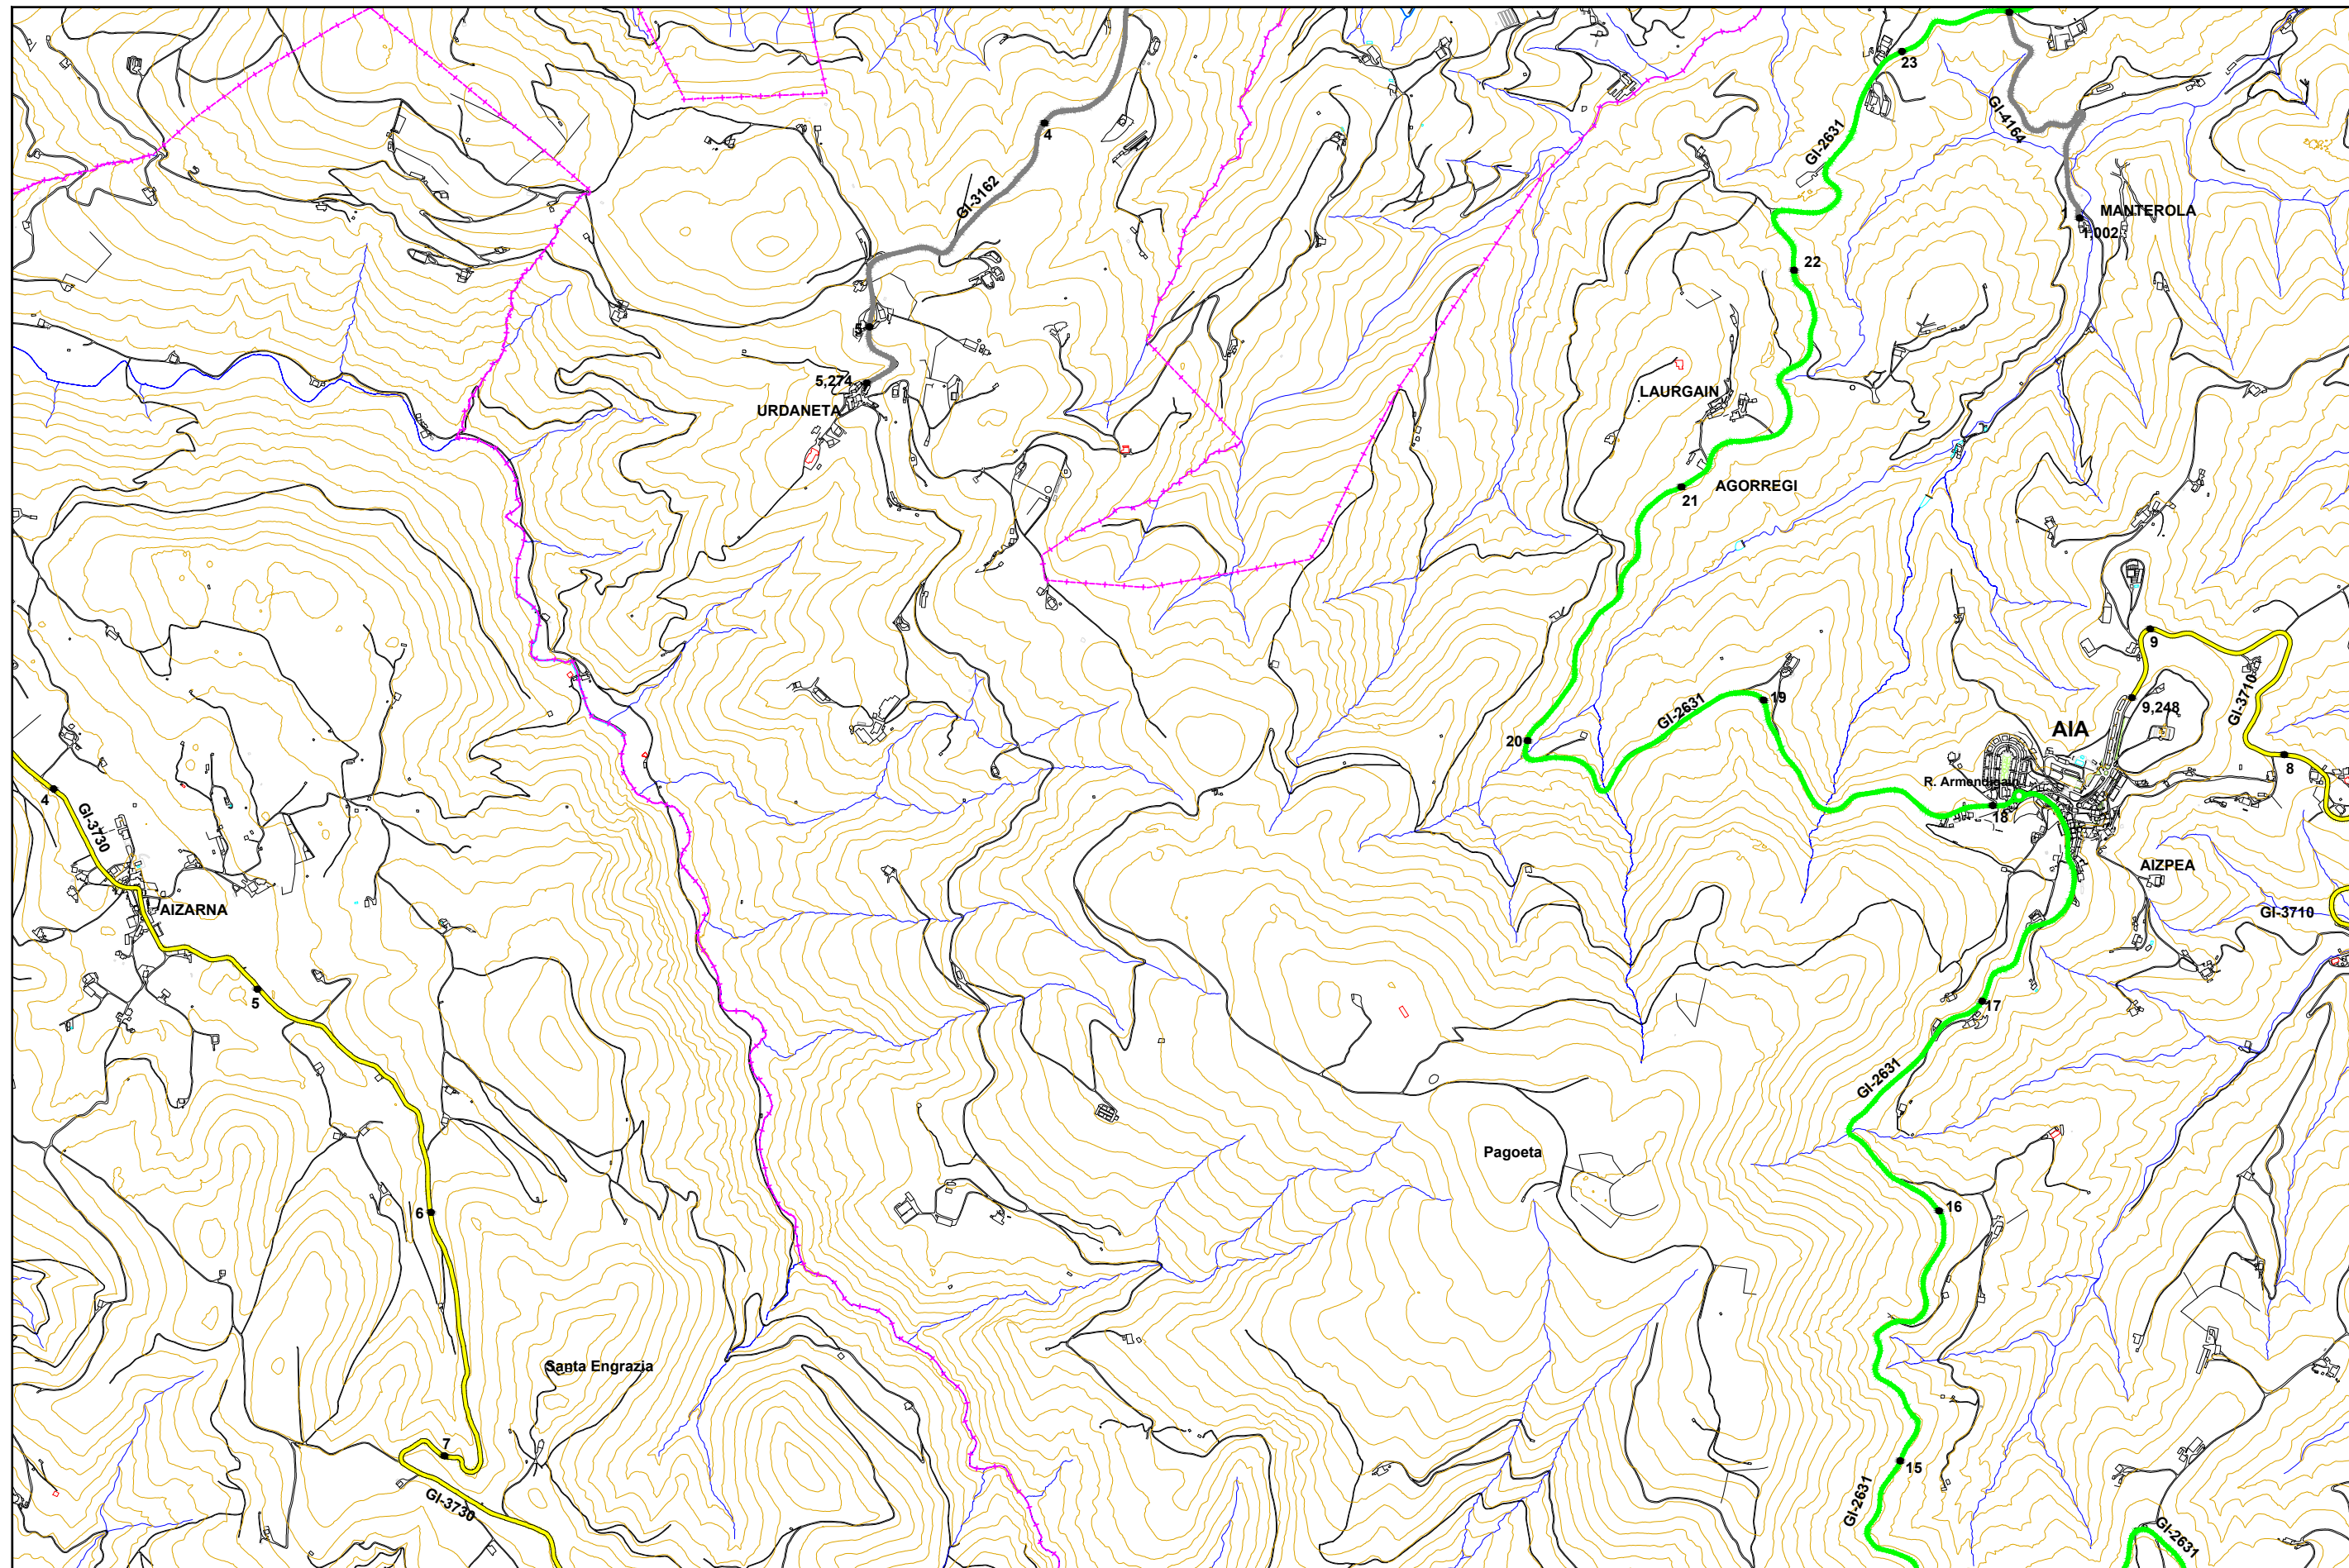 23
4
GI-4164
GI-2631
GI-3162
1
MANTEROLA
1,002
22
5
5,274
URDANETA
LAURGAIN
21
AGORREGI
9
GI-2631
19
GI-3710
9,248
AIA
20
8
R. Armendigain
4
18
GI-3730
AIZPEA
AIZARNA
GI-3710
5
17
GI-2631
Pagoeta
6
16
Santa Engrazia
7
15
GI-3730
GI-2631
GI-2631